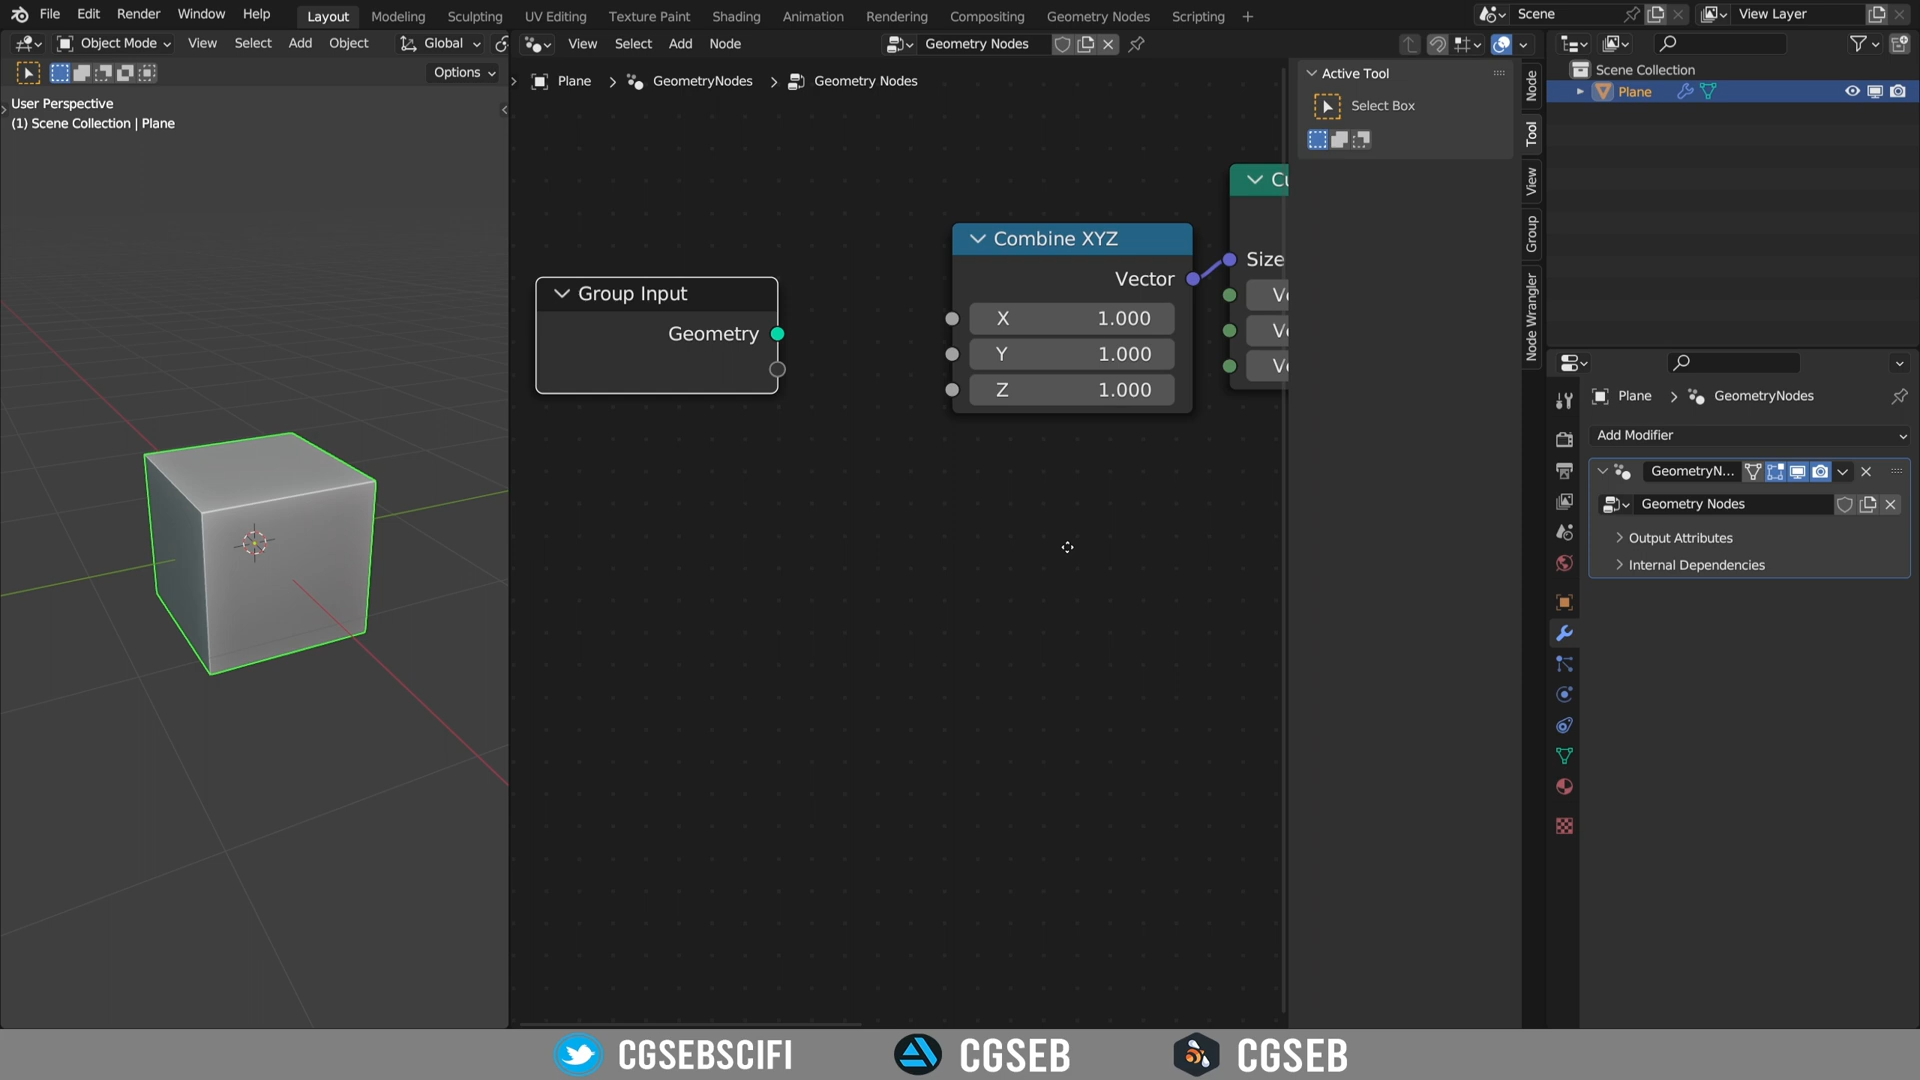 File Edit Render Window Help Layout Modeling Sculpting UV Editing Texture Paint Shading Animation Rendering Compositing Geometry Nodes Scripting + Scene View Layer
Object Mode View Select Add Object Global View Select Add Node Geometry Nodes
Options
User Perspective
(1) Scene Collection | Plane
Plane > GeometryNodes > Geometry Nodes
Group Input
Geometry
Combine XYZ
Vector
X 1.000
Y 1.000
Z 1.000
Cu
Size
Ve
Ve
Ve
Active Tool
Select Box
Node
Tool
View
Group
Node Wrangler
Scene Collection
Plane
Plane > GeometryNodes
Add Modifier
GeometryN...
Geometry Nodes
Output Attributes
Internal Dependencies
CGSEBSCIFI CGSEB CGSEB